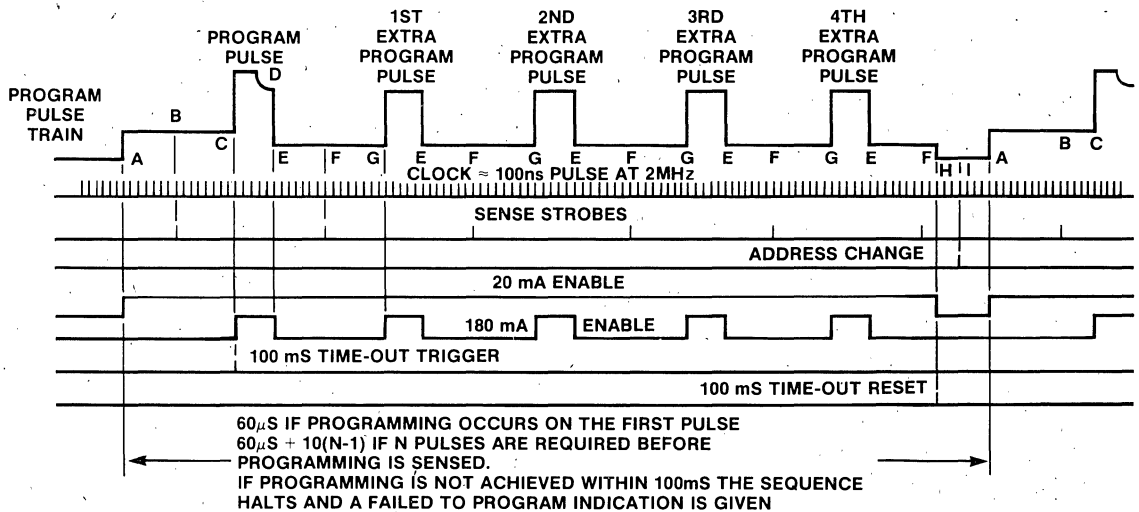 PROGRAM
PULSE
1ST
EXTRA
PROGRAM
PULSE
2ND
EXTRA
PROGRAM
PULSE
3RD
EXTRA
PROGRAM
PULSE
4TH
EXTRA
PROGRAM
PULSE
PROGRAM
PULSE
TRAIN
A B C D E F G E F G E F G E F G E F H I A B C
CLOCK ≈ 100ns PULSE AT 2MHz
SENSE STROBES
ADDRESS CHANGE
20 mA ENABLE
180 mA ENABLE
100 mS TIME-OUT TRIGGER
100 mS TIME-OUT RESET
60μS IF PROGRAMMING OCCURS ON THE FIRST PULSE
60μS + 10(N-1) IF N PULSES ARE REQUIRED BEFORE
PROGRAMMING IS SENSED.
IF PROGRAMMING IS NOT ACHIEVED WITHIN 100mS THE SEQUENCE
HALTS AND A FAILED TO PROGRAM INDICATION IS GIVEN